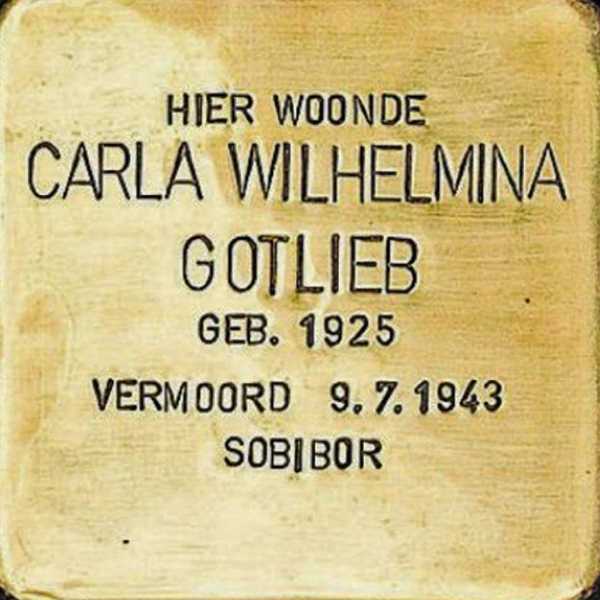 HIER WOONDE
CARLA WILHELMINA
GOTLIEB
GEB. 1925
VERMOORD 9.7.1943
SOBIBOR